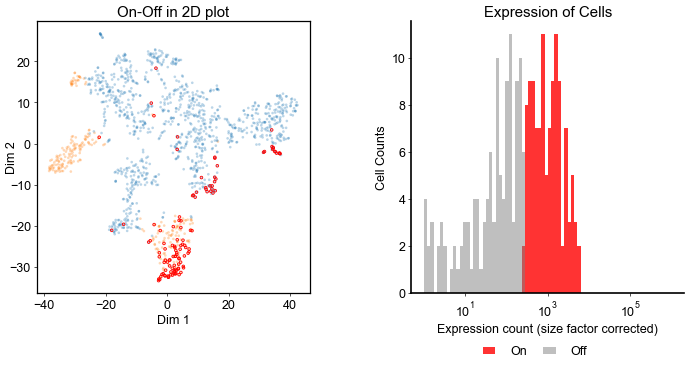 On-Off in 2D plot
Dim 2
20
10
0
−10
−20
−30
−40
−20
0
20
40
Dim 1
Expression of Cells
Cell Counts
10
8
6
4
2
0
10¹
10³
10⁵
Expression count (size factor corrected)
On
Off